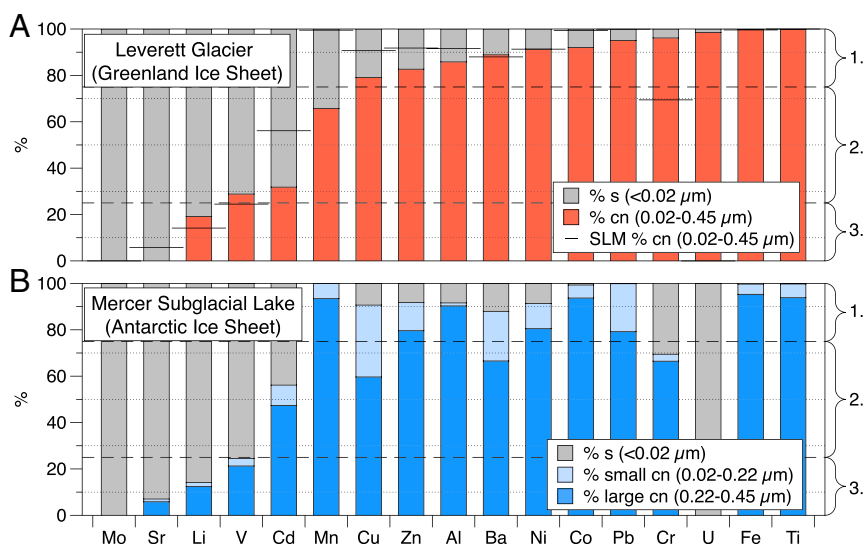 A
Leverett Glacier
(Greenland Ice Sheet)
100
80
60
40
20
0
%
1.
2.
3.
% s (<0.02 µm)
% cn (0.02-0.45 µm)
SLM % cn (0.02-0.45 µm)
B
Mercer Subglacial Lake
(Antarctic Ice Sheet)
100
80
60
40
20
0
%
1.
2.
3.
% s (<0.02 µm)
% small cn (0.02-0.22 µm)
% large cn (0.22-0.45 µm)
Mo Sr Li V Cd Mn Cu Zn Al Ba Ni Co Pb Cr U Fe Ti